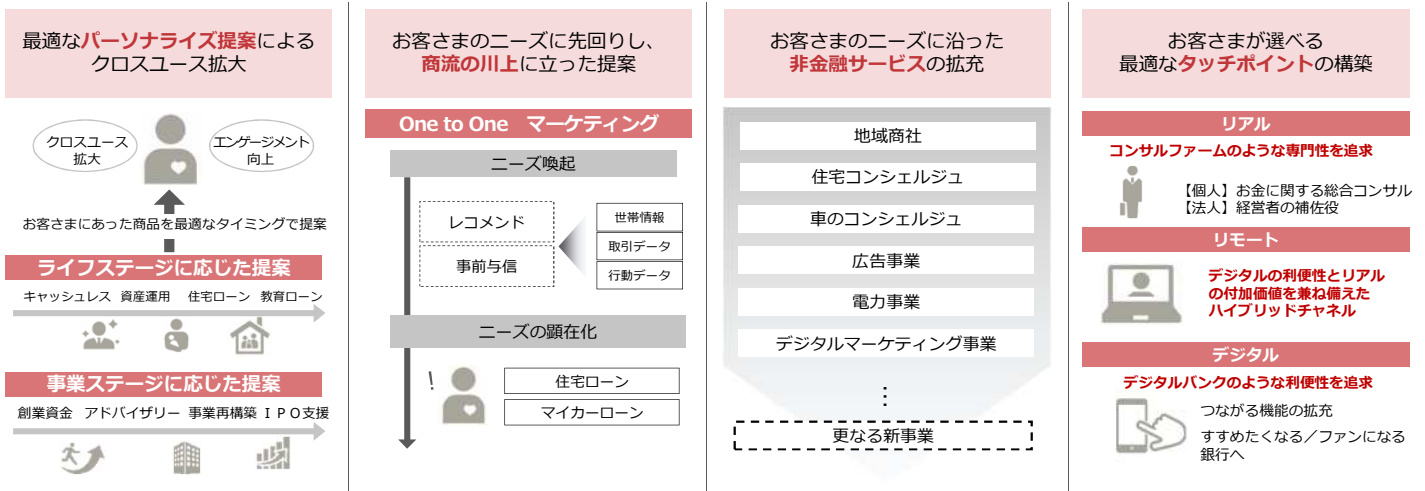 最適なパーソナライズ提案による
クロスユース拡大
クロスユース
拡大
エンゲージメント
向上
お客さまにあった商品を最適なタイミングで提案
ライフステージに応じた提案
キャッシュレス 資産運用 住宅ローン 教育ローン
事業ステージに応じた提案
創業資金 アドバイザリー 事業再構築 ＩＰＯ支援
お客さまのニーズに先回りし、
商流の川上に立った提案
One to One マーケティング
ニーズ喚起
レコメンド
事前与信
世帯情報
取引データ
行動データ
ニーズの顕在化
!
住宅ローン
マイカーローン
お客さまのニーズに沿った
非金融サービスの拡充
地域商社
住宅コンシェルジュ
車のコンシェルジュ
広告事業
電力事業
デジタルマーケティング事業
⋮
更なる新事業
お客さまが選べる
最適なタッチポイントの構築
リアル
コンサルファームのような専門性を追求
【個人】お金に関する総合コンサル
【法人】経営者の補佐役
リモート
デジタルの利便性とリアル
の付加価値を兼ね備えた
ハイブリッドチャネル
デジタル
デジタルバンクのような利便性を追求
つながる機能の拡充
すすめたくなる／ファンになる
銀行へ